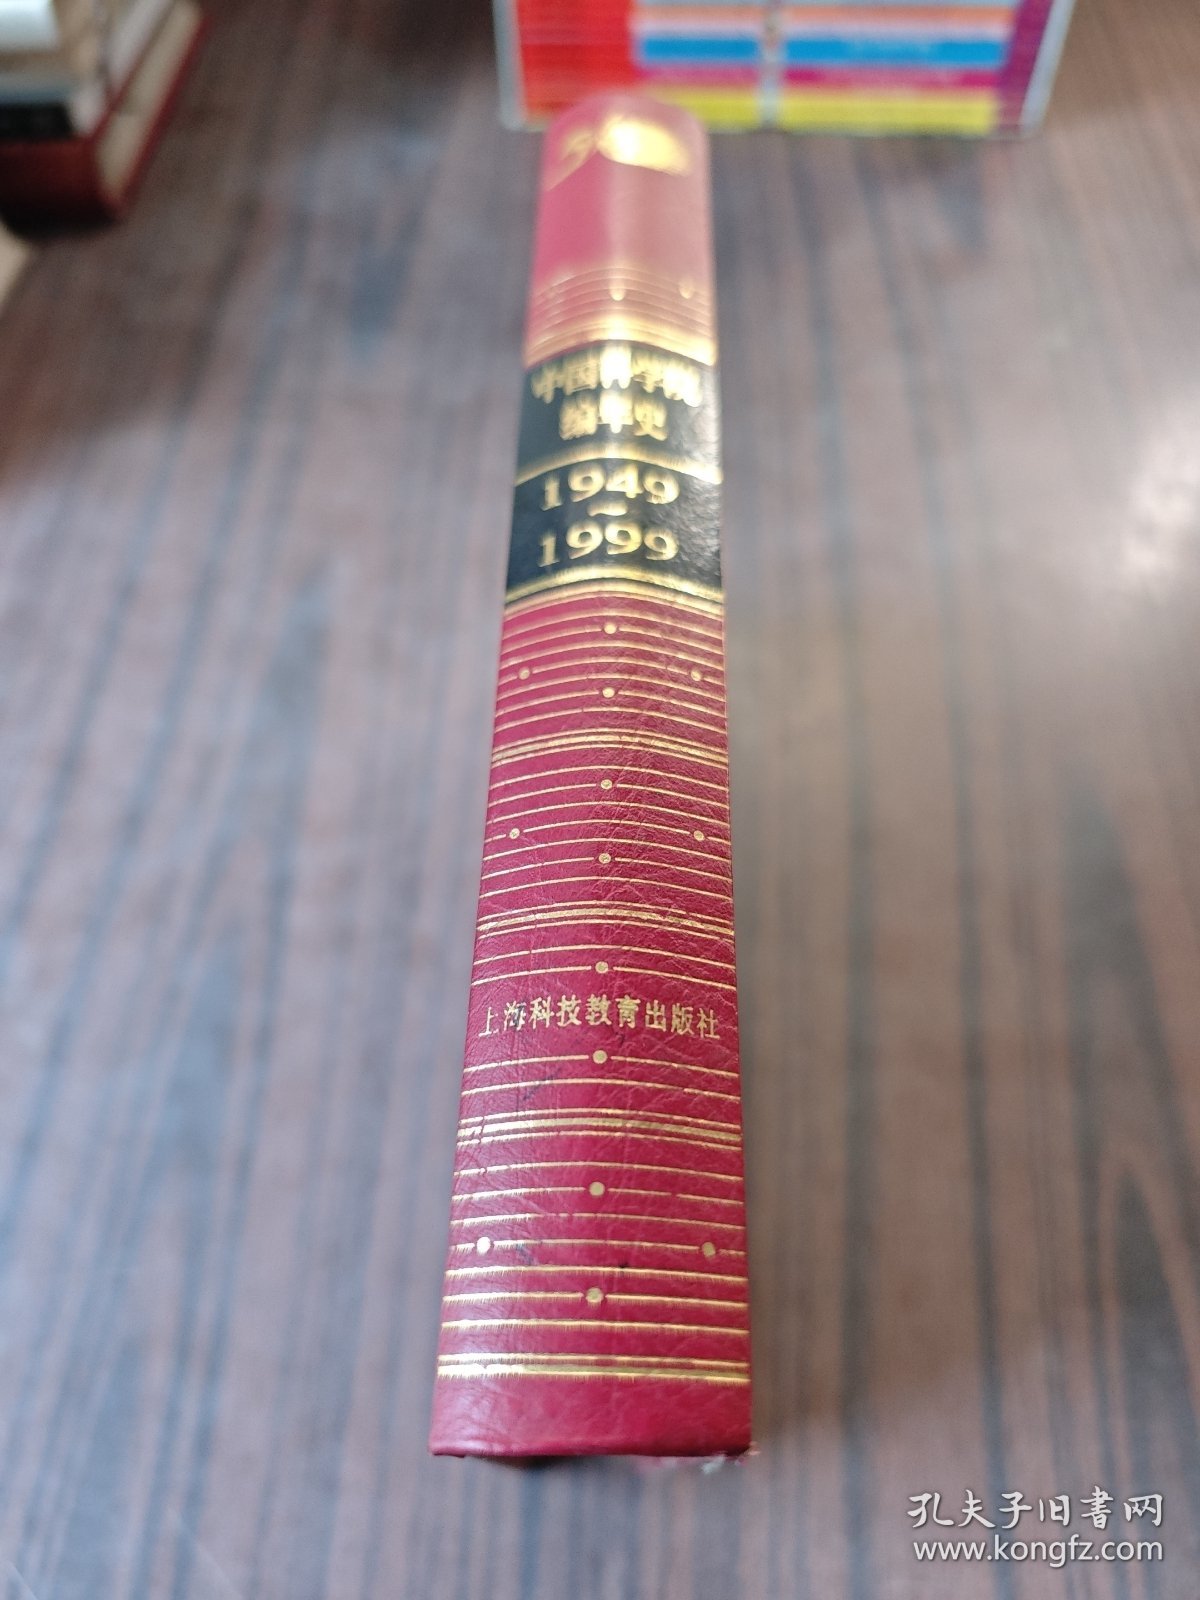 中国科学院
编年史
1949
—
1999
上海科技教育出版社
孔夫子旧书网
www.kongfz.com